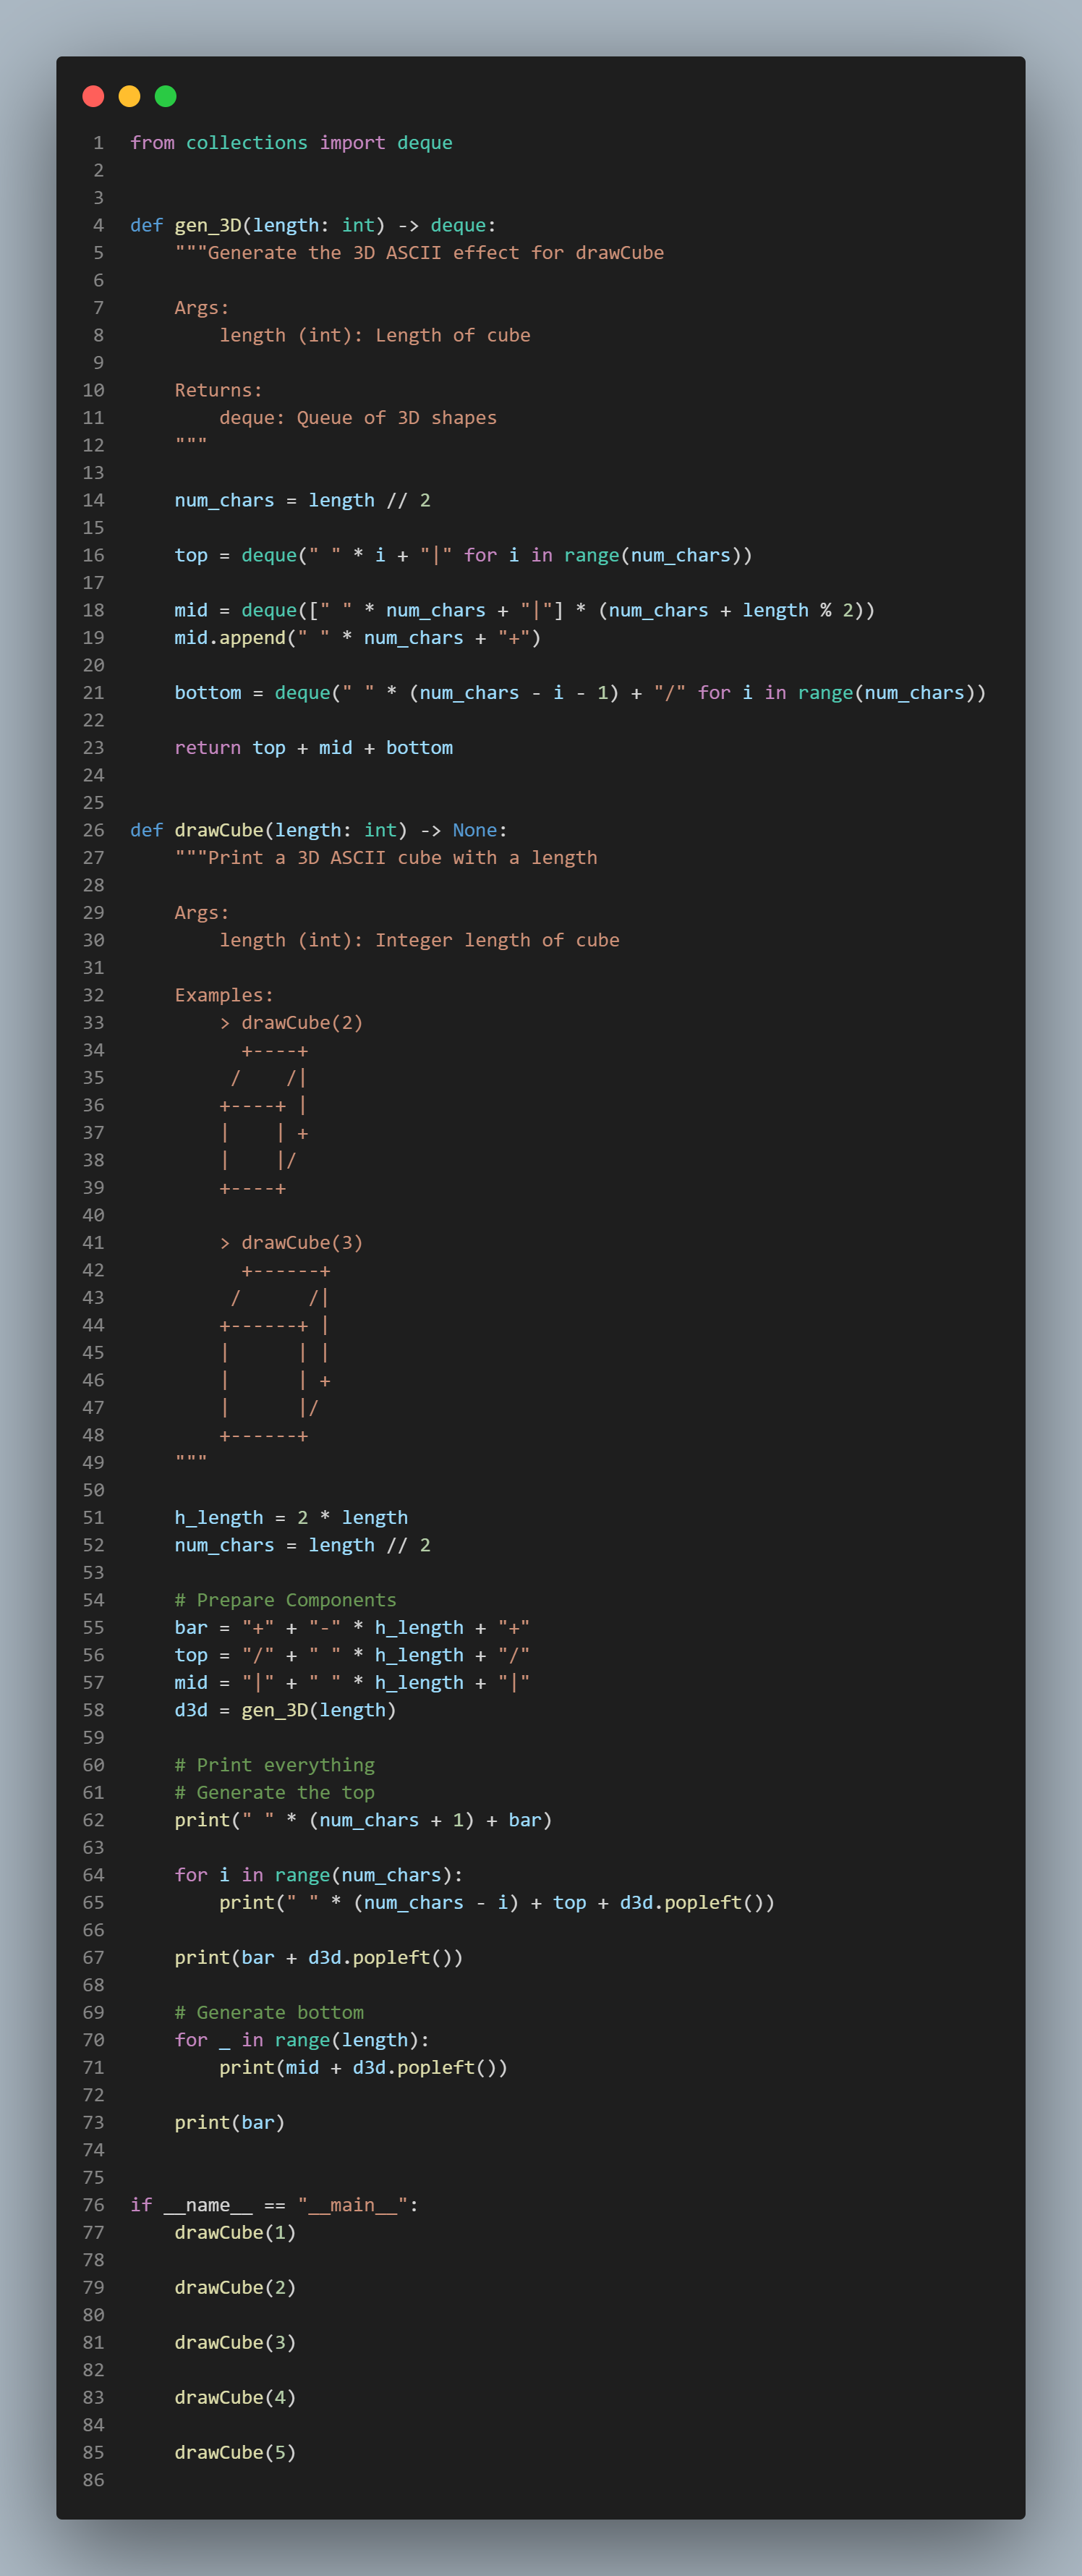 1 from collections import deque
2
3
4 def gen_3D(length: int) -> deque:
5     """Generate the 3D ASCII effect for drawCube
6
7     Args:
8         length (int): Length of cube
9
10     Returns:
11         deque: Queue of 3D shapes
12     """
13
14     num_chars = length // 2
15
16     top = deque(" " * i + "|" for i in range(num_chars))
17
18     mid = deque([" " * num_chars + "|"] * (num_chars + length % 2))
19     mid.append(" " * num_chars + "+")
20
21     bottom = deque(" " * (num_chars - i - 1) + "/" for i in range(num_chars))
22
23     return top + mid + bottom
24
25
26 def drawCube(length: int) -> None:
27     """Print a 3D ASCII cube with a length
28
29     Args:
30         length (int): Integer length of cube
31
32     Examples:
33         > drawCube(2)
34           +----+
35          /    /|
36         +----+ |
37         |    | +
38         |    |/
39         +----+
40
41         > drawCube(3)
42           +------+
43          /      /|
44         +------+ |
45         |      | |
46         |      | +
47         |      |/
48         +------+
49     """
50
51     h_length = 2 * length
52     num_chars = length // 2
53
54     # Prepare Components
55     bar = "+" + "-" * h_length + "+"
56     top = "/" + " " * h_length + "/"
57     mid = "|" + " " * h_length + "|"
58     d3d = gen_3D(length)
59
60     # Print everything
61     # Generate the top
62     print(" " * (num_chars + 1) + bar)
63
64     for i in range(num_chars):
65         print(" " * (num_chars - i) + top + d3d.popleft())
66
67     print(bar + d3d.popleft())
68
69     # Generate bottom
70     for _ in range(length):
71         print(mid + d3d.popleft())
72
73     print(bar)
74
75
76 if __name__ == "__main__":
77     drawCube(1)
78
79     drawCube(2)
80
81     drawCube(3)
82
83     drawCube(4)
84
85     drawCube(5)
86